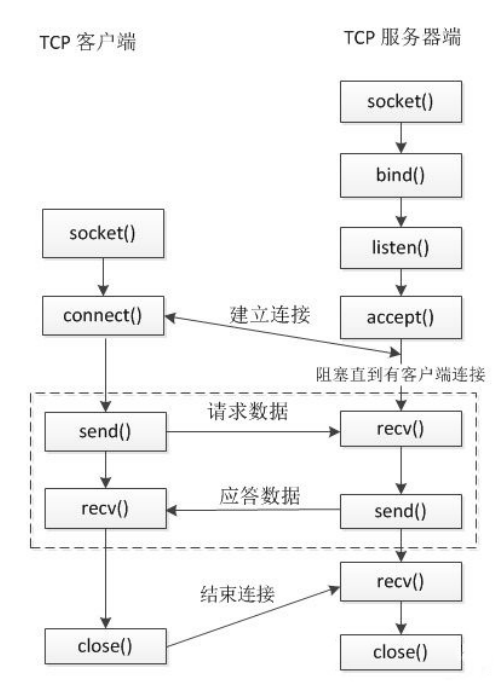 TCP 客户端
TCP 服务器端
socket()
bind()
socket()
listen()
connect()
建立连接
accept()
阻塞直到有客户端连接
send()
请求数据
recv()
recv()
应答数据
send()
结束连接
recv()
close()
close()